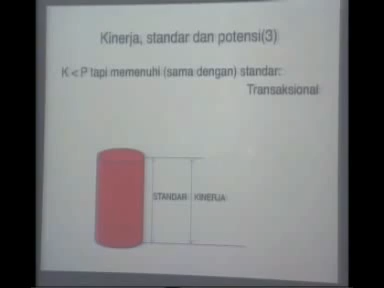 Kinerja, standar dan potensi(3)
K < P tapi memenuhi (sama dengan) standar:
Transaksional
STANDAR KINERJA